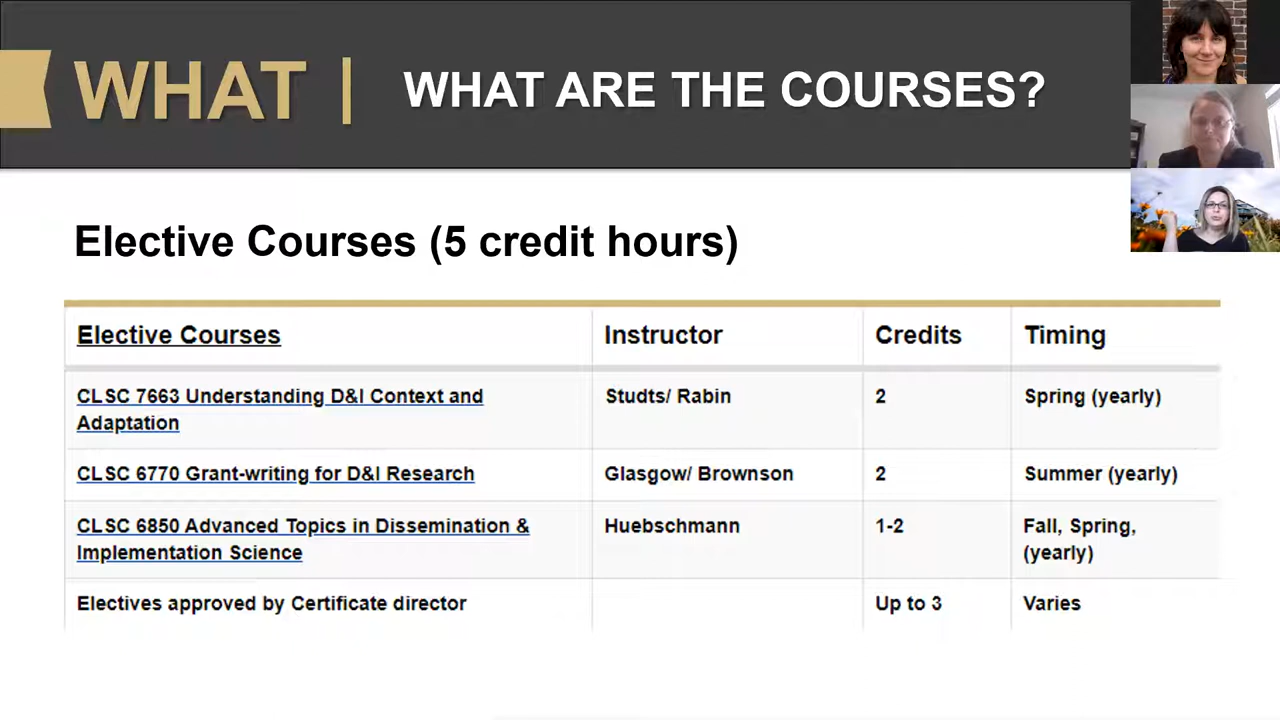 WHAT | WHAT ARE THE COURSES?
Elective Courses (5 credit hours)
Elective Courses Instructor Credits Timing
CLSC 7663 Understanding D&I Context and Studts/ Rabin 2 Spring (yearly)
Adaptation
CLSC 6770 Grant-writing for D&I Research Glasgow/ Brownson 2 Summer (yearly)
CLSC 6850 Advanced Topics in Dissemination & Huebschmann 1-2 Fall, Spring,
Implementation Science (yearly)
Electives approved by Certificate director Up to 3 Varies